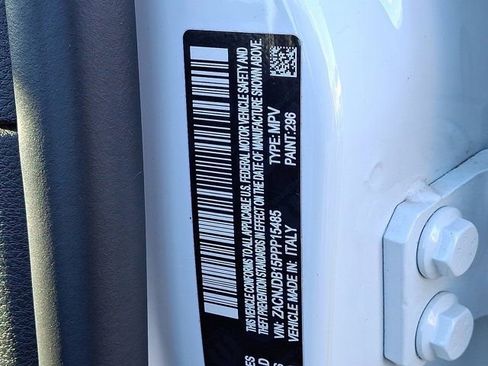 THIS VEHICLE CONFORMS TO ALL APPLICABLE U.S. FEDERAL MOTOR VEHICLE SAFETY AND
THEFT PREVENTION STANDARDS IN EFFECT ON THE DATE OF MANUFACTURE SHOWN ABOVE.
VIN: ZACNJDB15PPP15485 TYPE: MPV
VEHICLE MADE IN: ITALY PAINT: 296